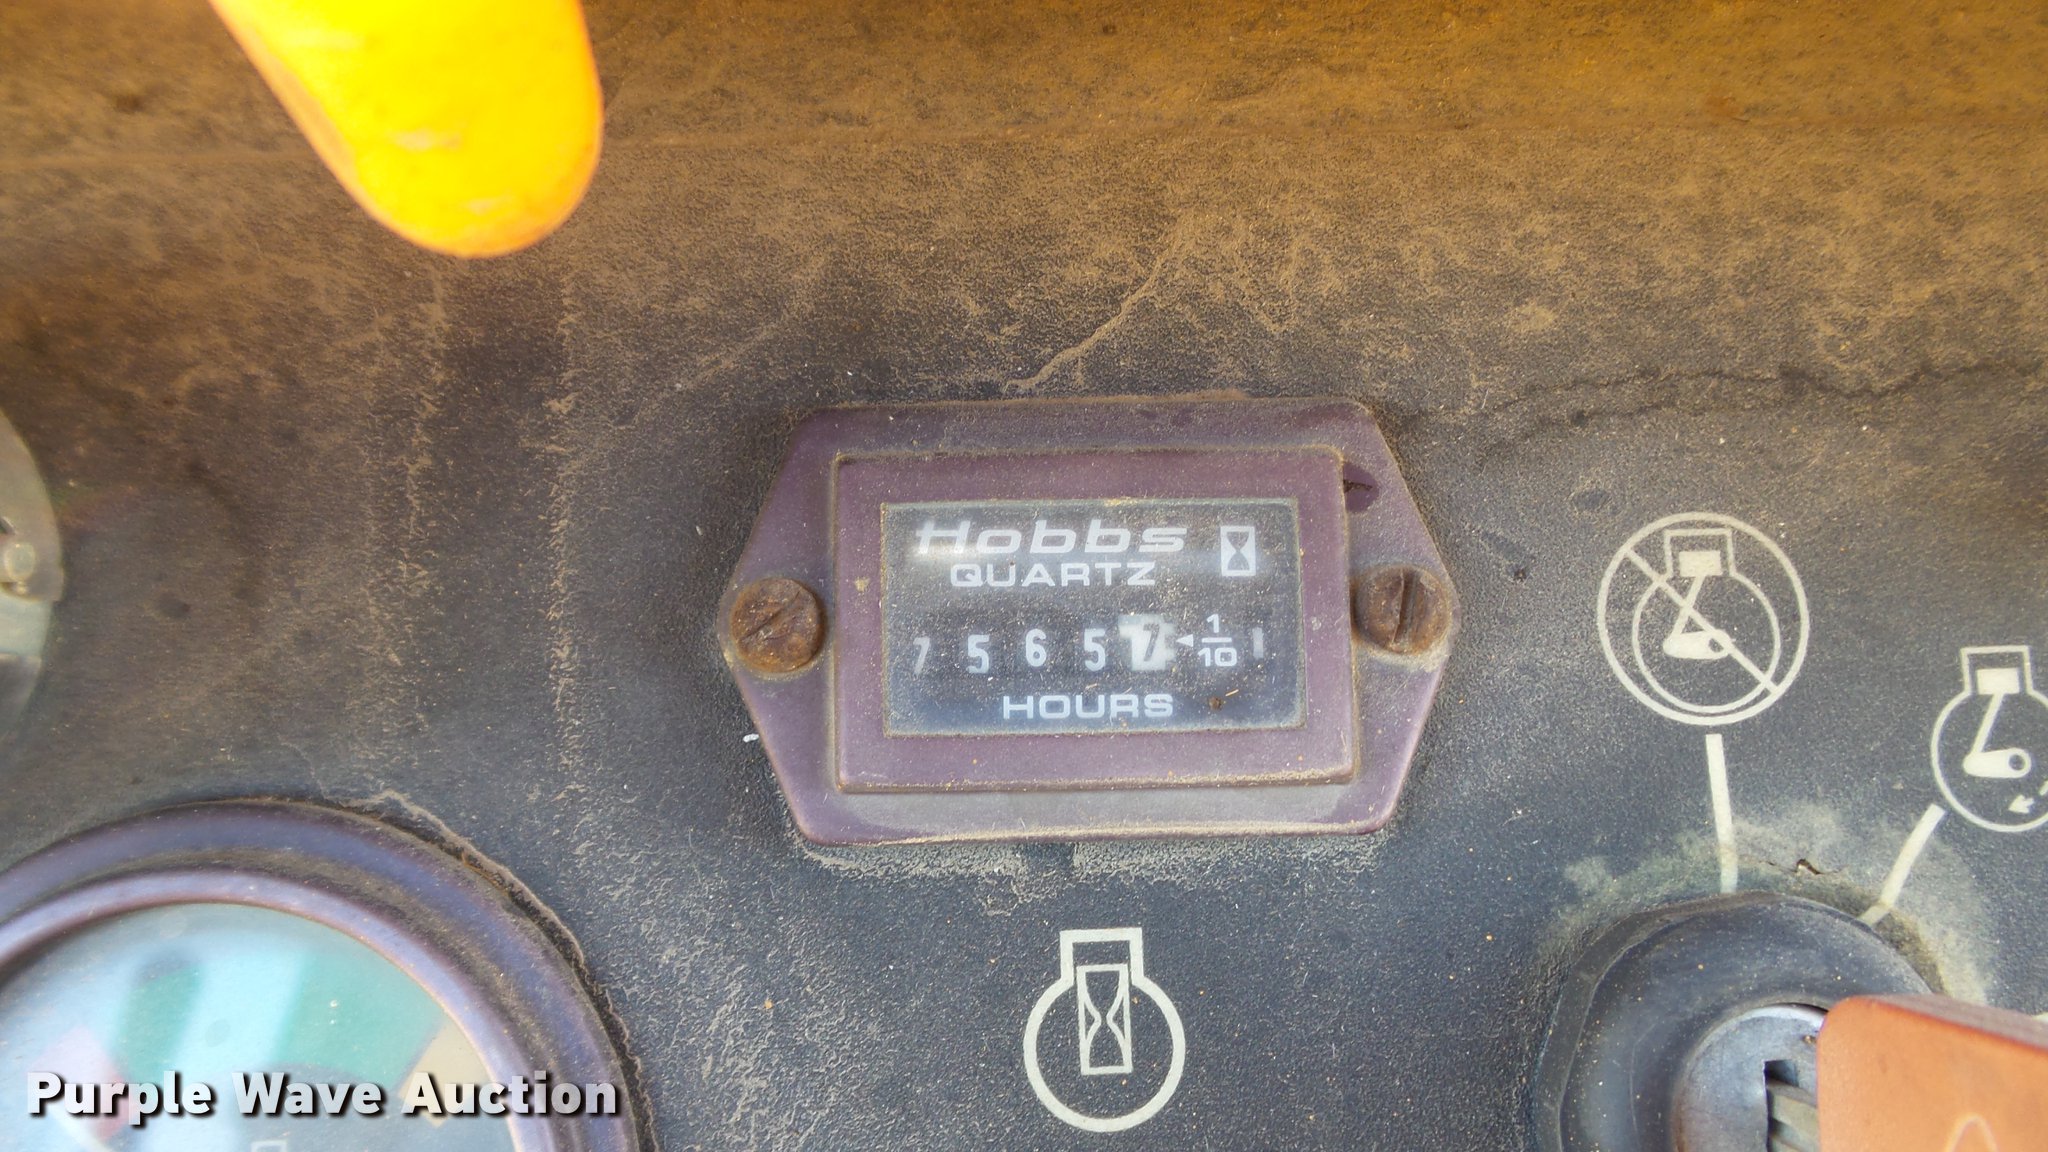 Hobbs
QUARTZ
7 5 6 5 7 1/10
HOURS
Purple Wave Auction